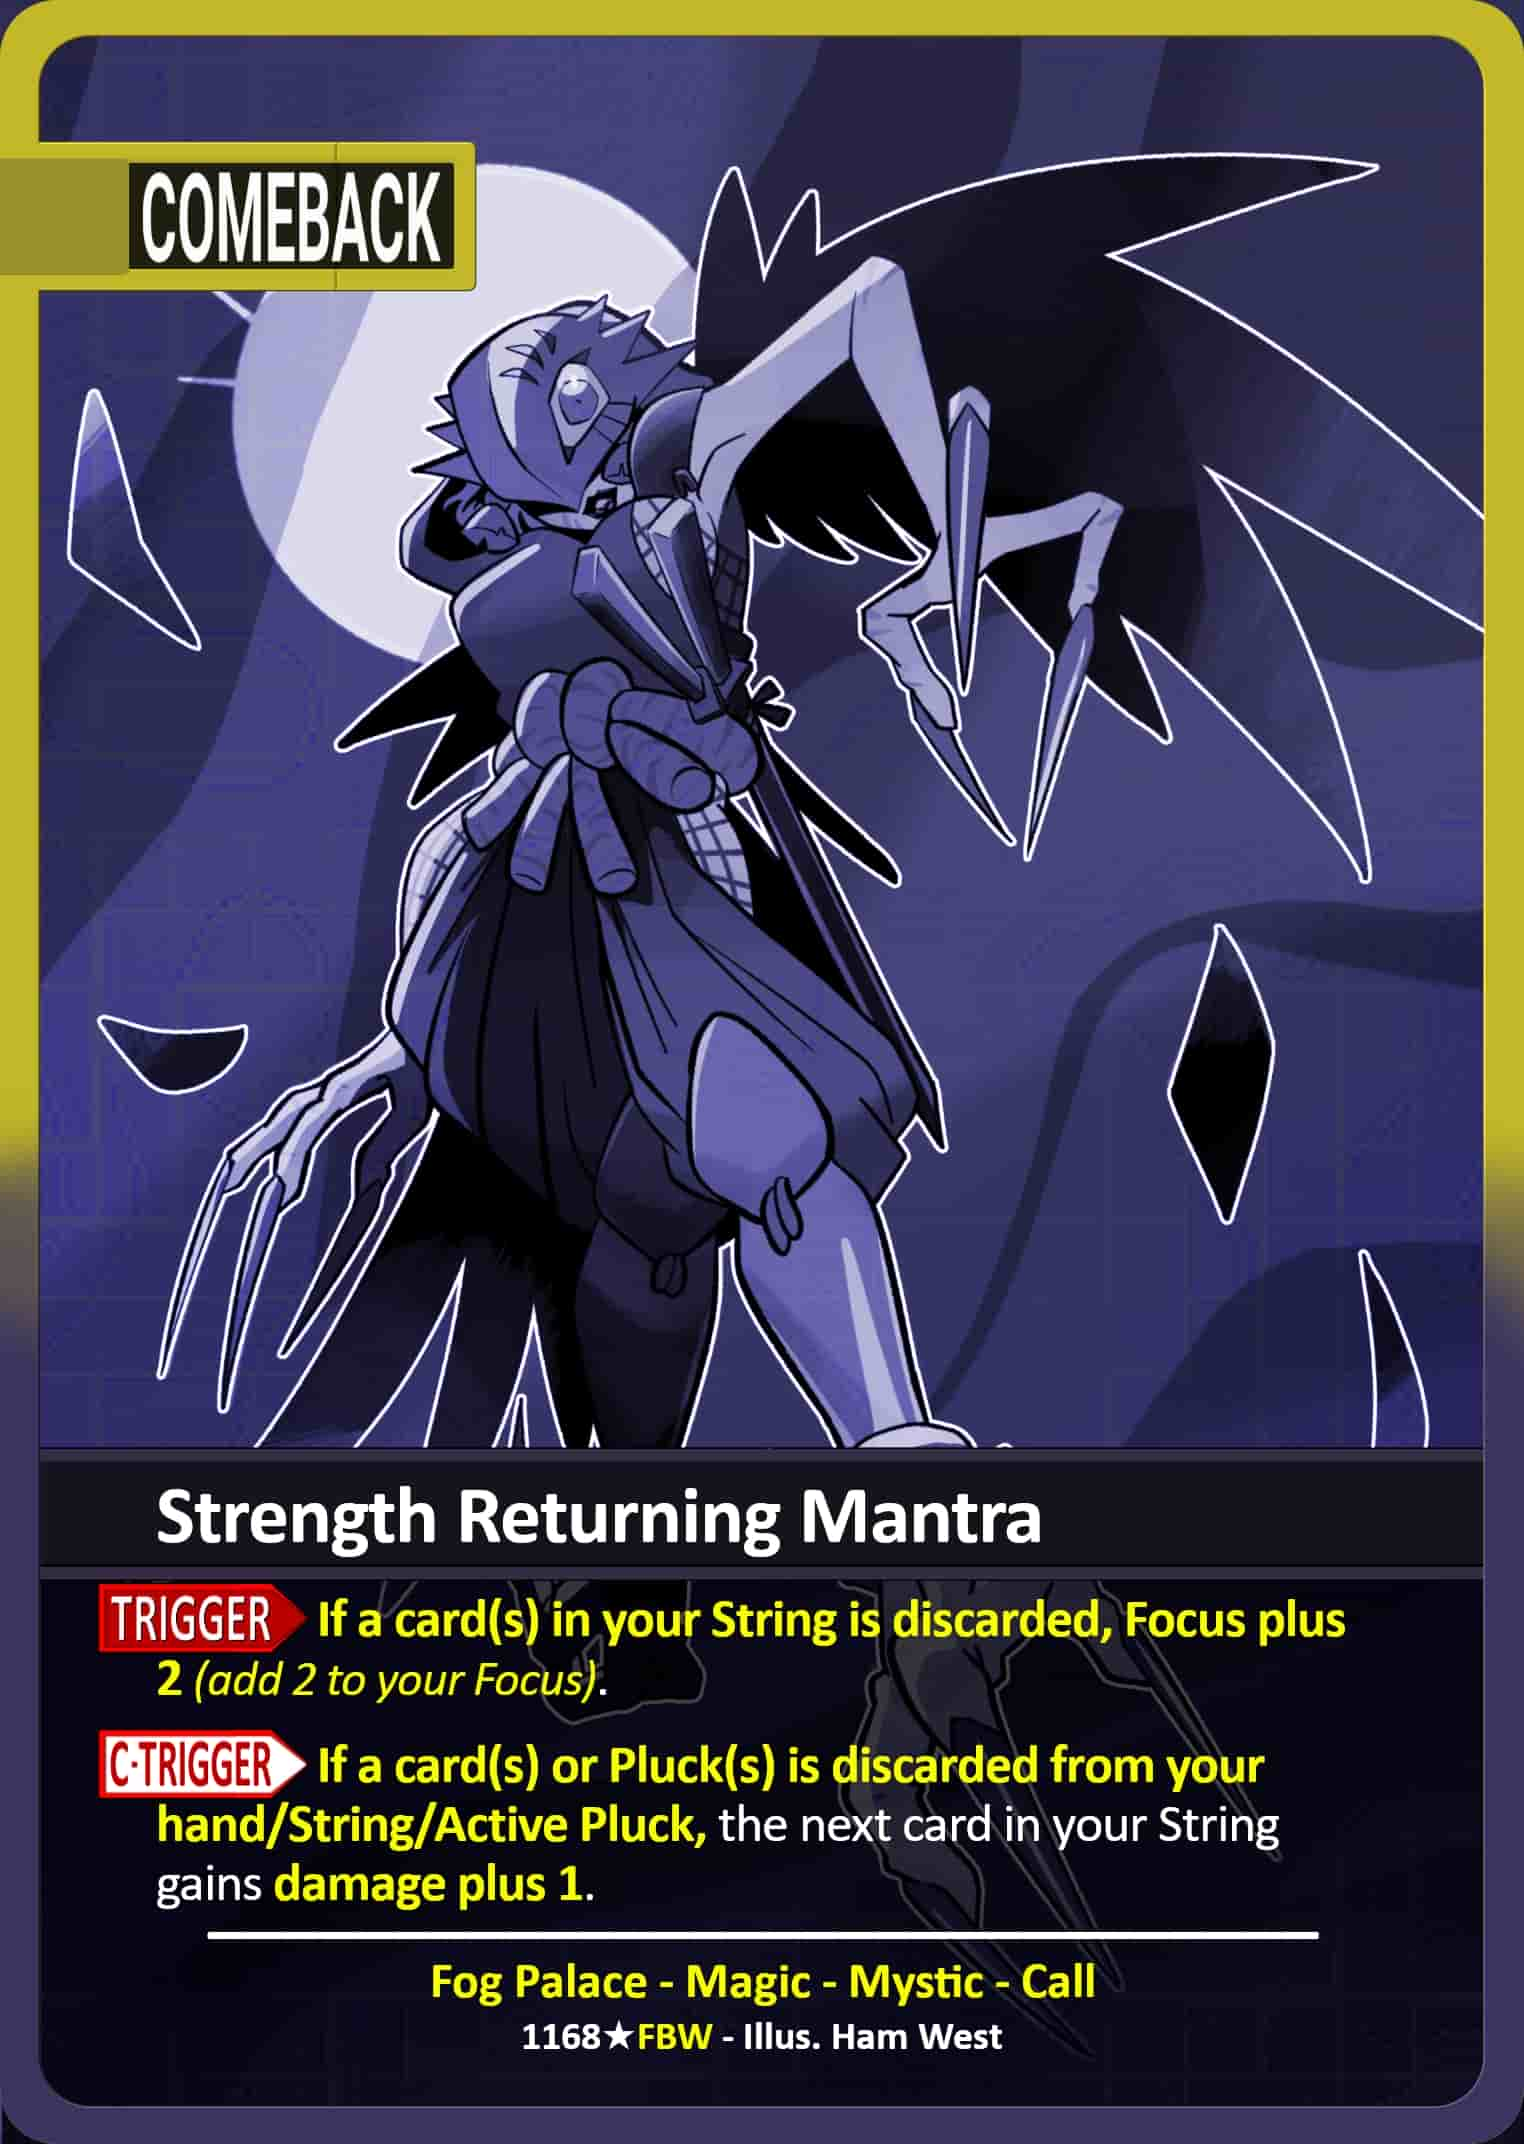 COMEBACK
Strength Returning Mantra
TRIGGER If a card(s) in your String is discarded, Focus plus
2 (add 2 to your Focus).
C-TRIGGER If a card(s) or Pluck(s) is discarded from your
hand/String/Active Pluck, the next card in your String
gains damage plus 1.
Fog Palace - Magic - Mystic - Call
1168★FBW - Illus. Ham West